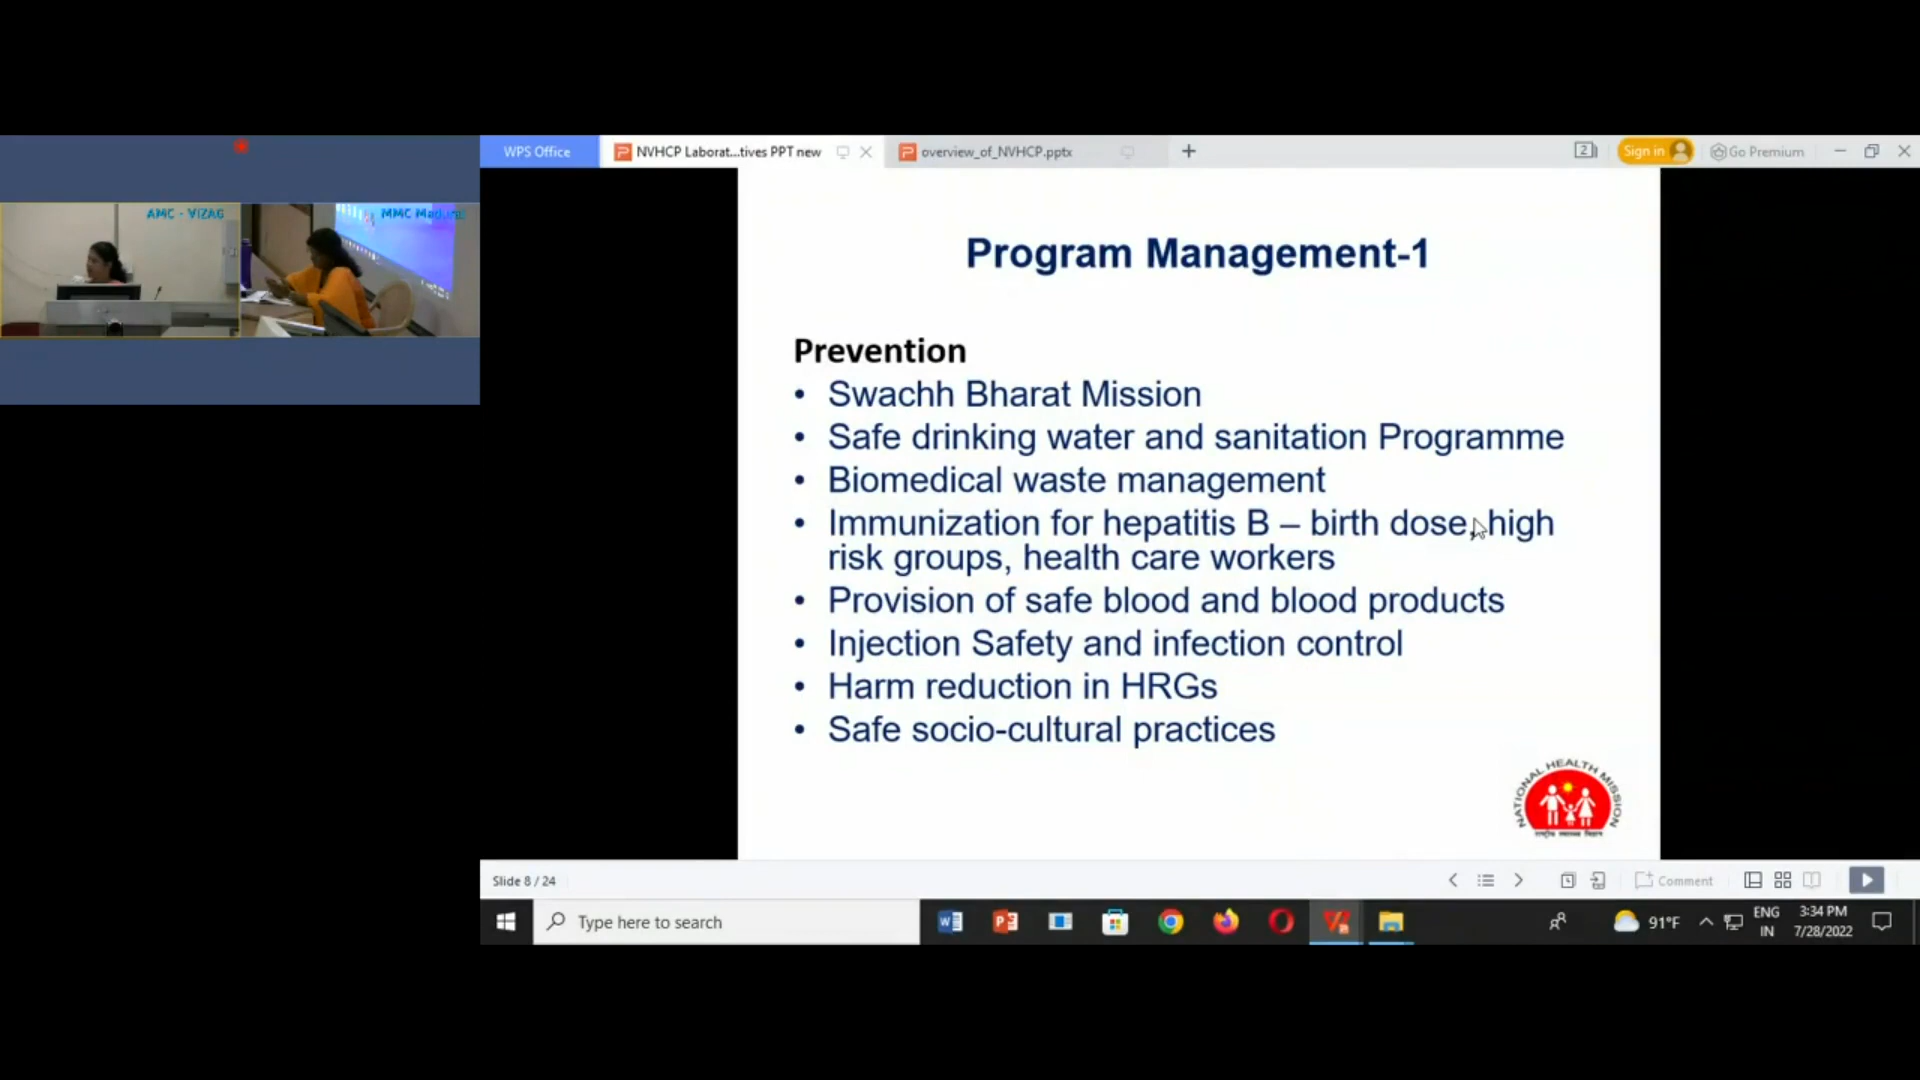 AMC - VIZAG
MMC
WPS Office
NVHCP Laborat...tives PPT new
overview_of_NVHCP.pptx
2
Sign in
Go Premium
Program Management-1
Prevention
• Swachh Bharat Mission
• Safe drinking water and sanitation Programme
• Biomedical waste management
• Immunization for hepatitis B – birth dose, high
risk groups, health care workers
• Provision of safe blood and blood products
• Injection Safety and infection control
• Harm reduction in HRGs
• Safe socio-cultural practices
NATIONAL HEALTH MISSION
Slide 8 / 24
Comment
Type here to search
91°F
ENG
IN
3:34 PM
7/28/2022